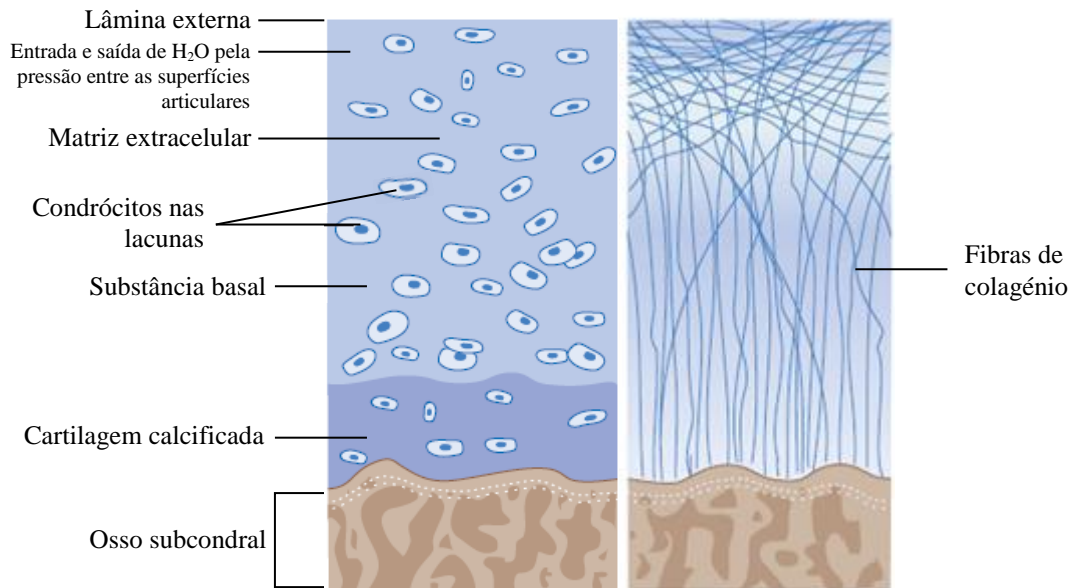 Lâmina externa
Entrada e saída de H₂O pela
pressão entre as superfícies
articulares
Matriz extracelular
Condrócitos nas
lacunas
Substância basal
Cartilagem calcificada
Osso subcondral
Fibras de
colagénio